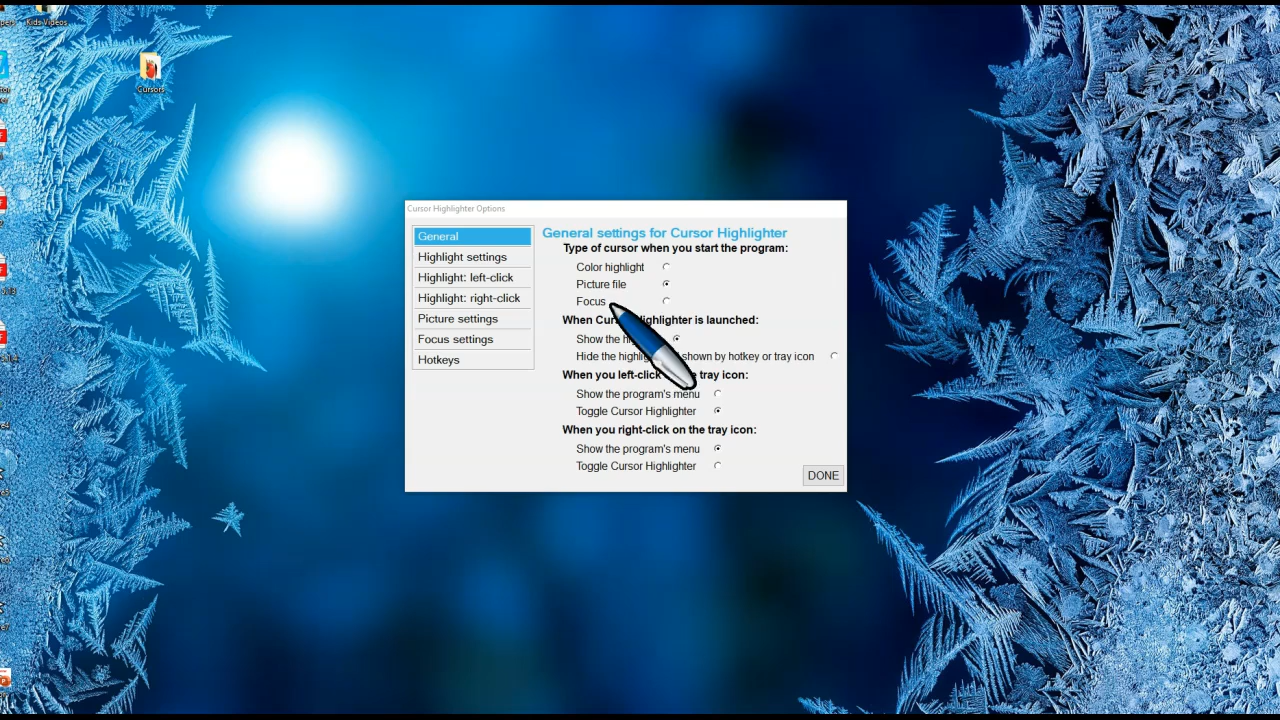 Kids Videos
Cursors
Cursor Highlighter Options
General
Highlight settings
Highlight: left-click
Highlight: right-click
Picture settings
Focus settings
Hotkeys
General settings for Cursor Highlighter
Type of cursor when you start the program:
Color highlight
Picture file
Focus
When Cur ighlighter is launched:
Show the hi
Hide the highlig shown by hotkey or tray icon
When you left-click tray icon:
Show the program's menu
Toggle Cursor Highlighter
When you right-click on the tray icon:
Show the program's menu
Toggle Cursor Highlighter
DONE